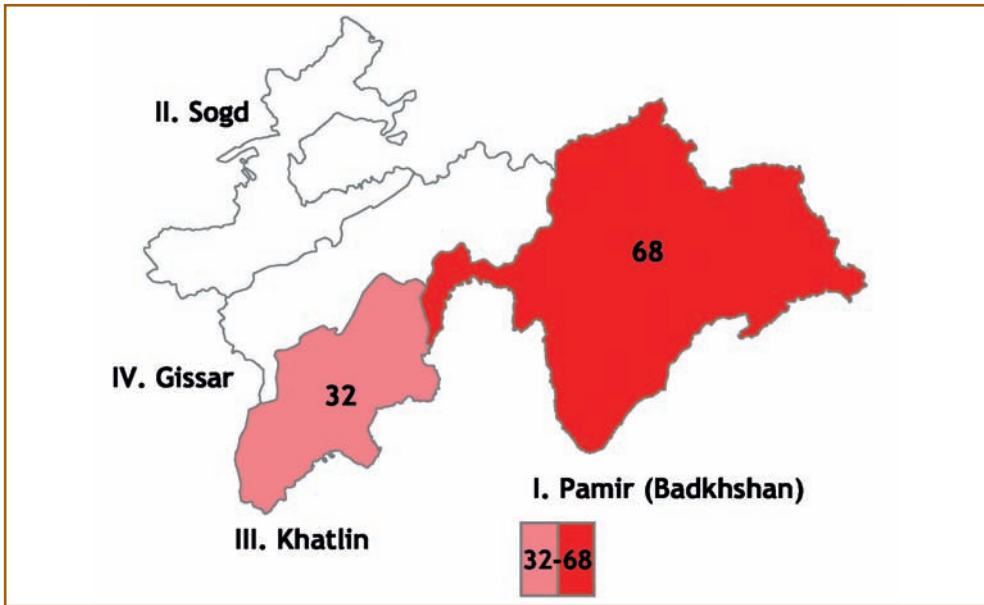 II. Sogd
68
IV. Gissar
32
I. Pamir (Badkhshan)
III. Khatlin
32-68